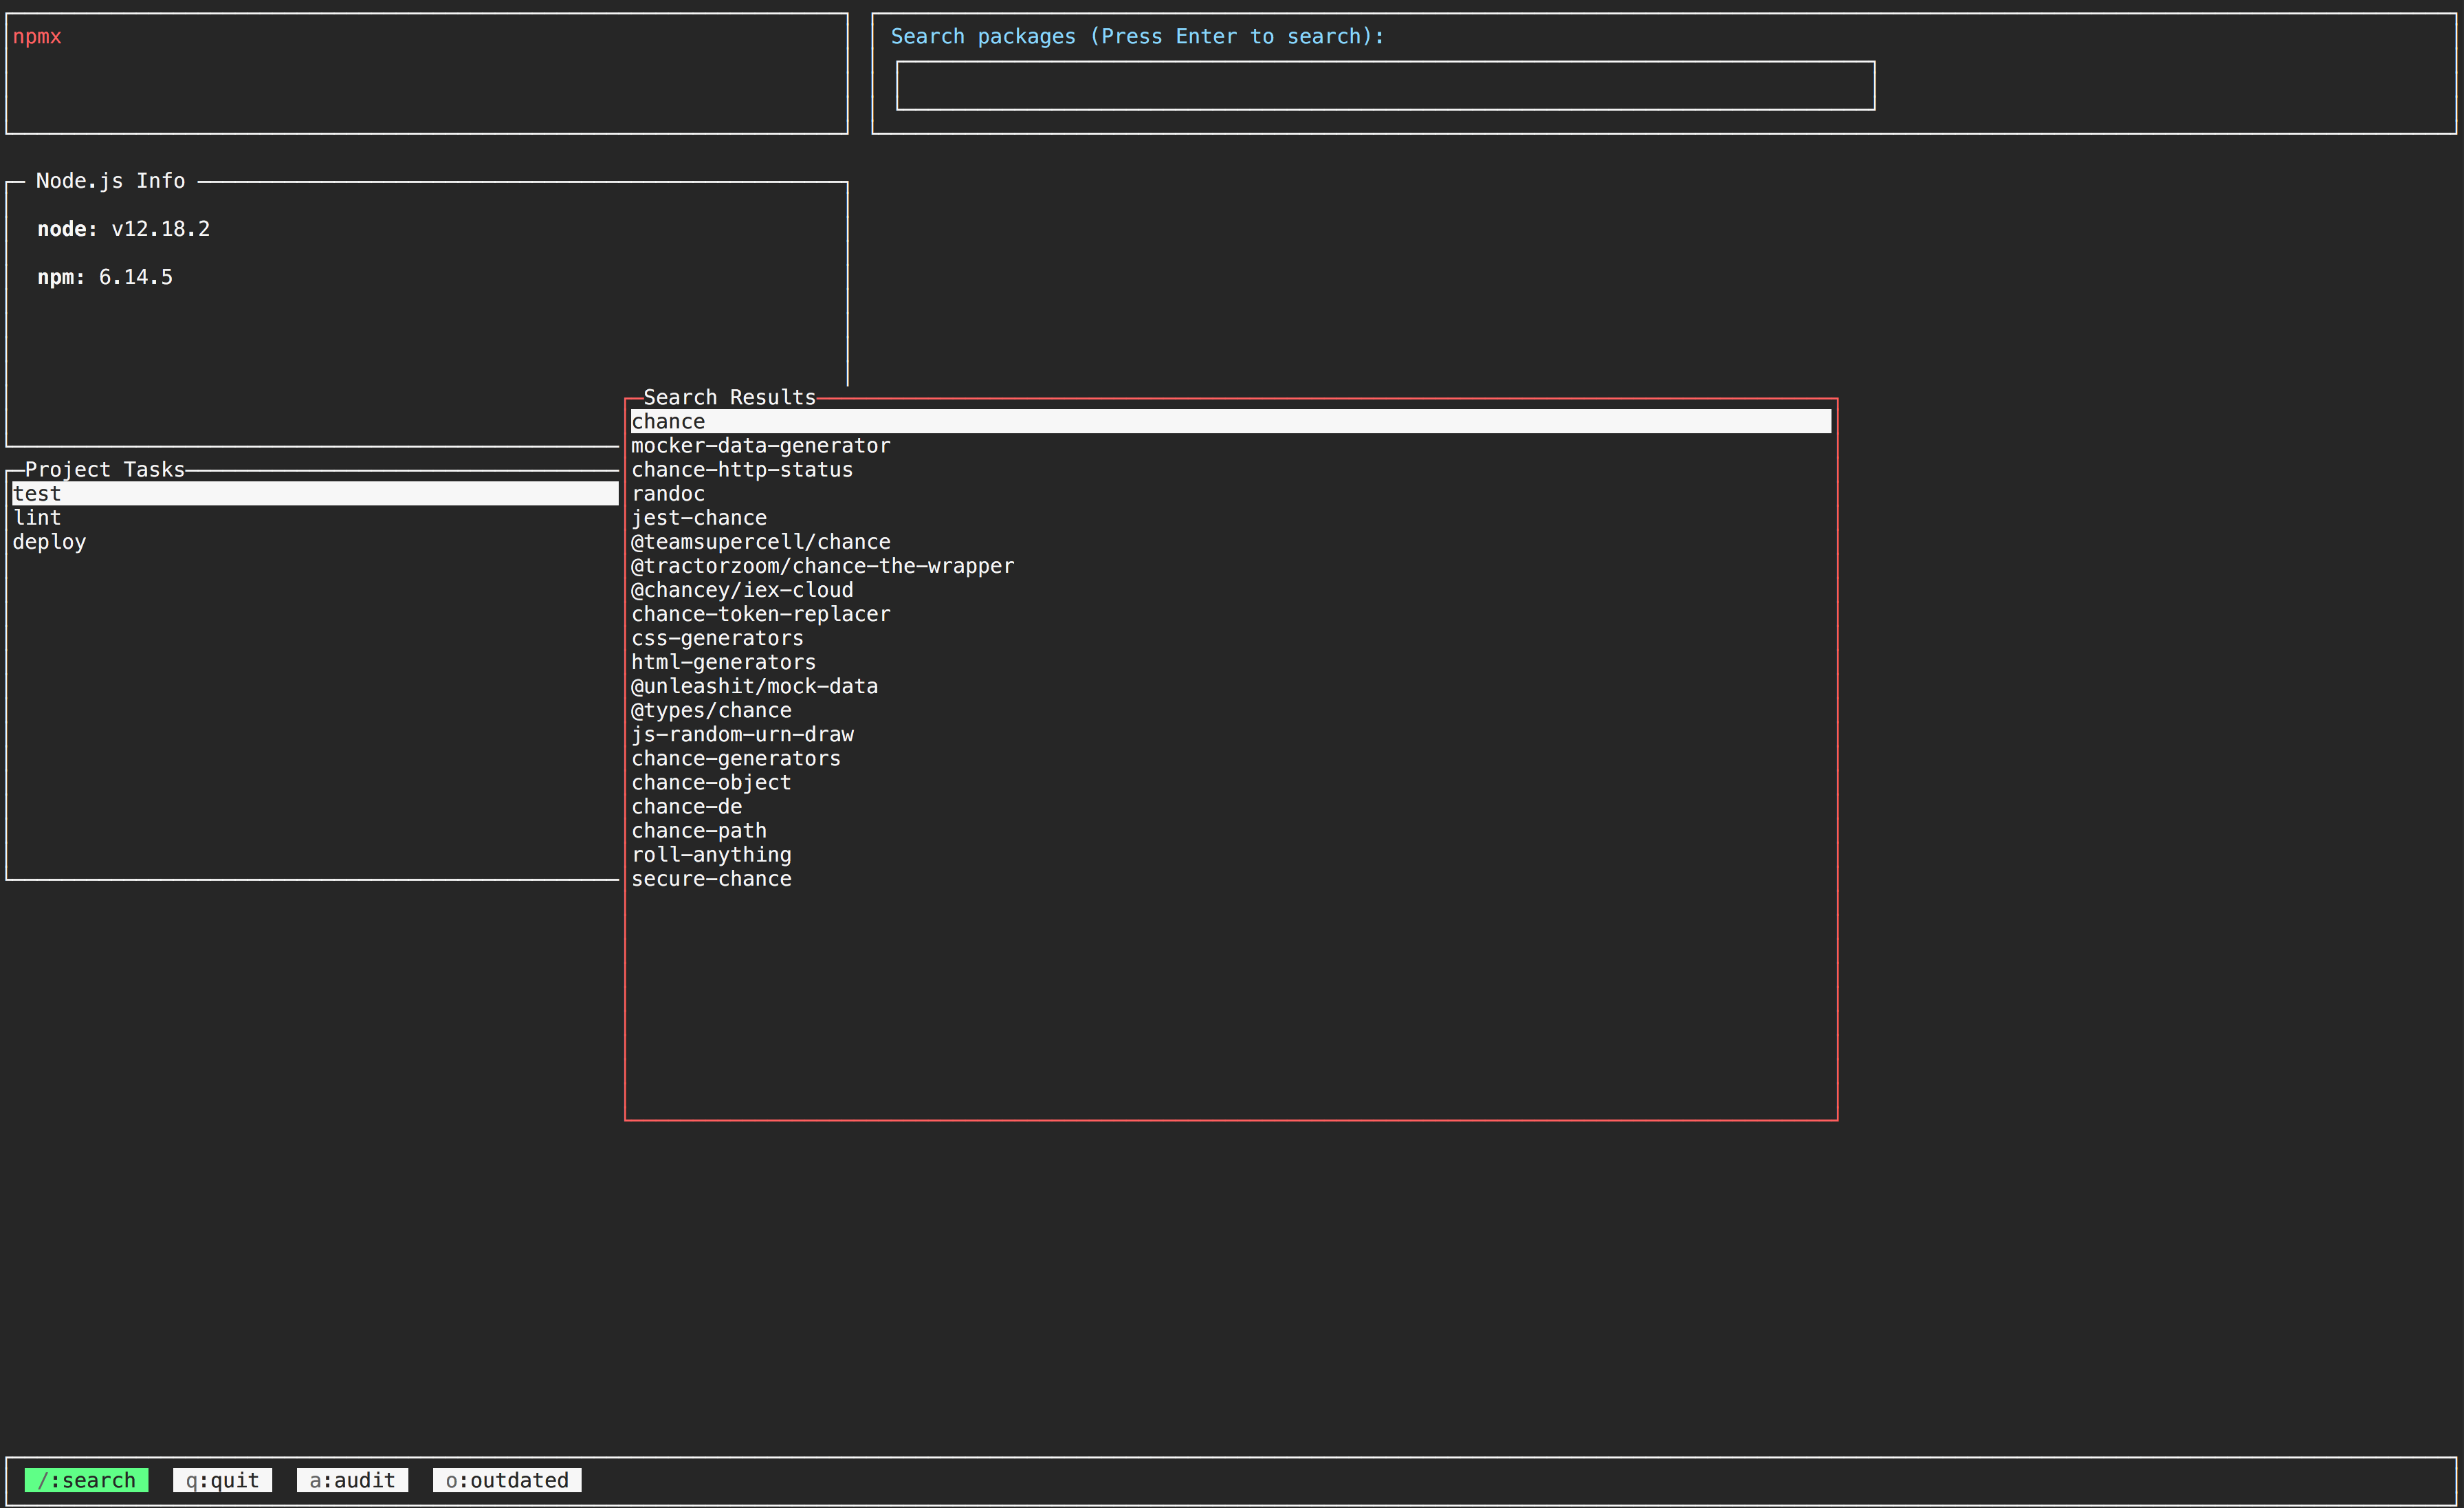 npmx
Search packages (Press Enter to search):
Node.js Info
node: v12.18.2
npm: 6.14.5
Project Tasks
test
lint
deploy
Search Results
chance
mocker-data-generator
chance-http-status
randoc
jest-chance
@teamsupercell/chance
@tractorzoom/chance-the-wrapper
@chancey/iex-cloud
chance-token-replacer
css-generators
html-generators
@unleashit/mock-data
@types/chance
js-random-urn-draw
chance-generators
chance-object
chance-de
chance-path
roll-anything
secure-chance
/:search q:quit a:audit o:outdated